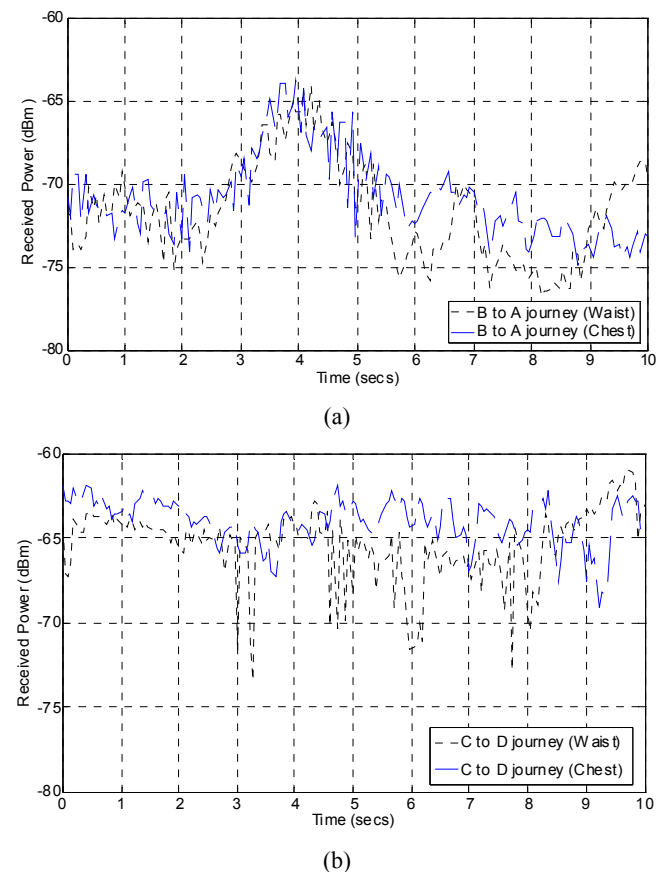 -60
-65
-70
-75
-80
Received Power (dBm)
B to A journey (Waist)
B to A journey (Chest)
0 1 2 3 4 5 6 7 8 9 10
Time (secs)
(a)
-60
-65
-70
-75
-80
Received Power (dBm)
C to D journey (Waist)
C to D journey (Chest)
0 1 2 3 4 5 6 7 8 9 10
Time (secs)
(b)